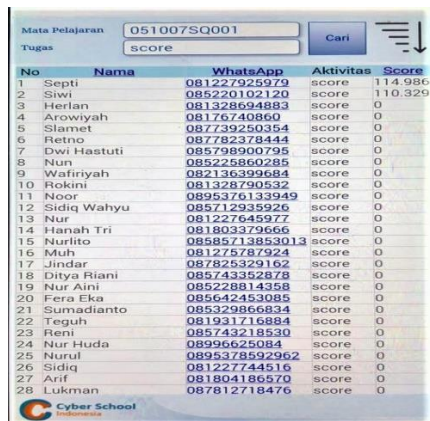 Mata Pelajaran 051007SQ001 Cari
Tugas score
No Nama WhatsApp Aktivitas Score
1 Septi 081227925979 score 114.986
2 Siwi 085220102120 score 110.329
3 Herlan 081328694883 score 0
4 Arowiyah 08176740860 score 0
5 Slamet 087739250354 score 0
6 Retno 087782378444 score 0
7 Dwi Hastuti 085798900795 score 0
8 Nun 085225860285 score 0
9 Wafiriyah 082136399684 score 0
10 Rokini 081328790532 score 0
11 Noor 0895376133949 score 0
12 Sidiq Wahyu 085712935926 score 0
13 Nur 081227645977 score 0
14 Hanah Tri 081803379666 score 0
15 Nurlito 08585713853013 score 0
16 Muh 081275787924 score 0
17 Jindar 087825329162 score 0
18 Ditya Riani 085743352878 score 0
19 Nur Aini 085228814358 score 0
20 Fera Eka 085642453085 score 0
21 Sumadianto 085329866834 score 0
22 Teguh 081931716884 score 0
23 Reni 085743218530 score 0
24 Nur Huda 08996625084 score 0
25 Nurul 0895378592962 score 0
26 Sidiq 081227744516 score 0
27 Arif 081804186570 score 0
28 Lukman 087812718476 score 0
Cyber School
Indonesia